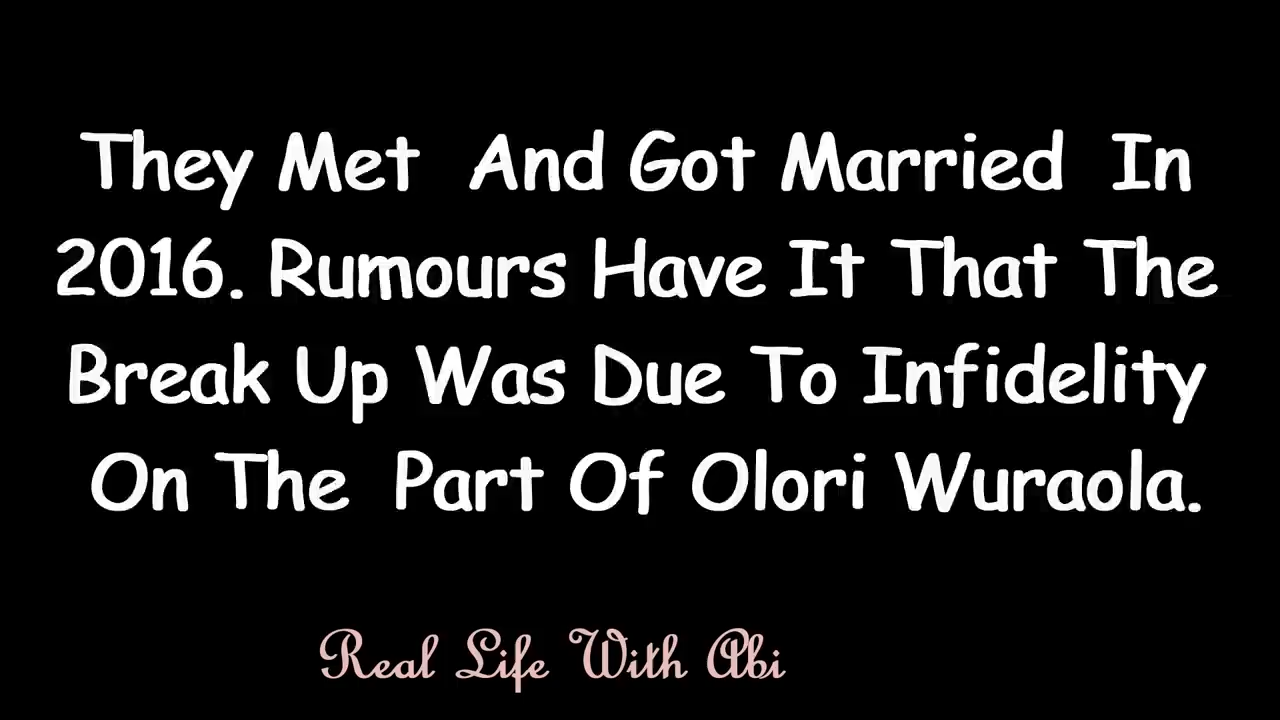 They Met And Got Married In
2016. Rumours Have It That The
Break Up Was Due To Infidelity
On The Part Of Olori Wuraola.
Real Life With Abi